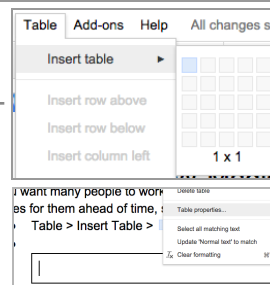 Table Add-ons Help All changes s
Insert table
Insert row above
Insert row below
Insert column left
1 x 1
want many people to work
es for them ahead of time, s
Table > Insert Table >
Delete table
Table properties...
Select all matching text
Update 'Normal text' to match
Clear formatting